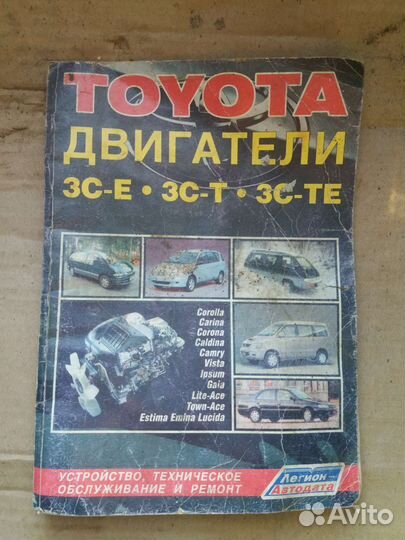 TOYOTA
ДВИГАТЕЛИ
3C-E • 3C-T • 3C-TE
Corolla
Carina
Corona
Caldina
Camry
Vista
Ipsum
Gaia
Lite-Ace
Town-Ace
Estima Emina Lucida
УСТРОЙСТВО, ТЕХНИЧЕСКОЕ
ОБСЛУЖИВАНИЕ И РЕМОНТ
Легион
Автодата
Avito